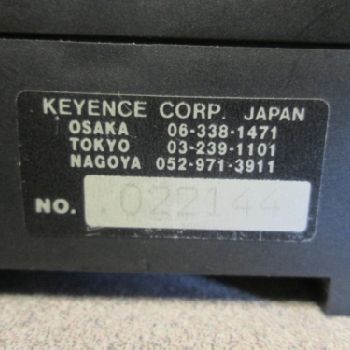 KEYENCE CORP. JAPAN
OSAKA 06-338-1471
TOKYO 03-239-1101
NAGOYA 052-971-3911
NO. 022144